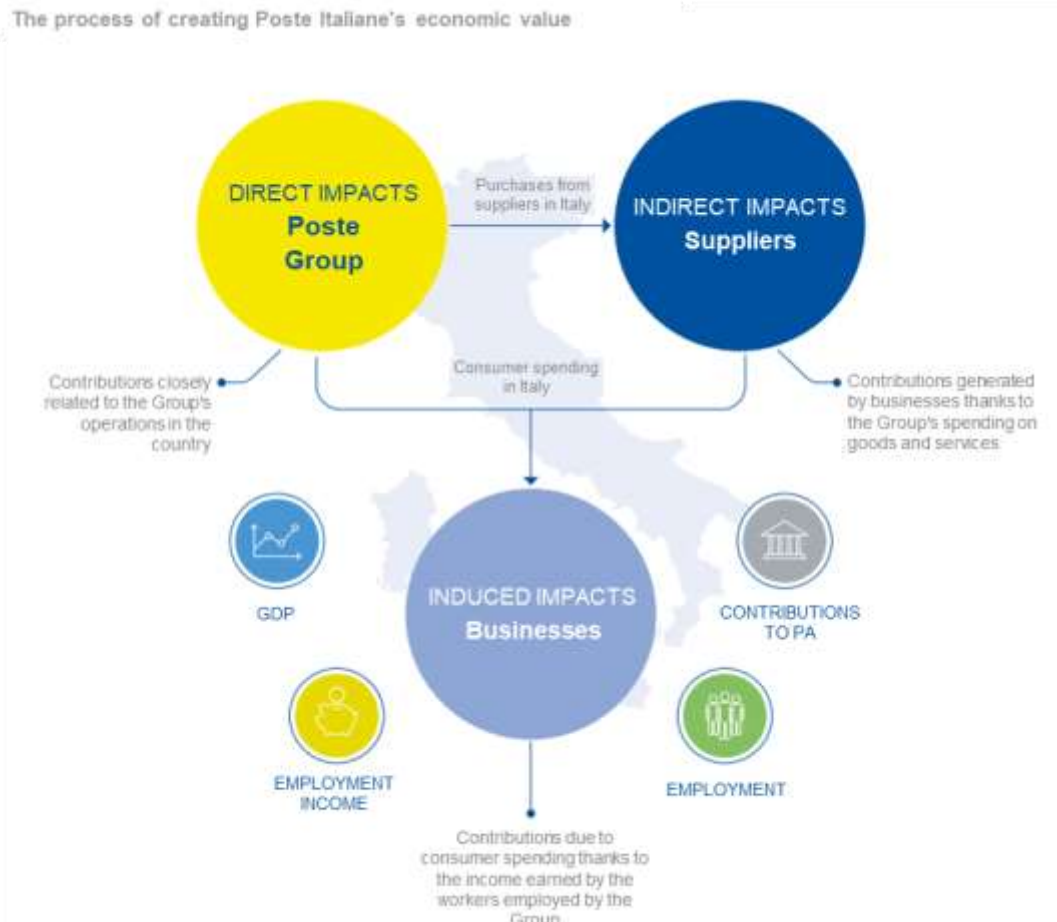 The process of creating Poste Italiane's economic value
DIRECT IMPACTS
Poste
Group
Purchases from
suppliers in Italy
INDIRECT IMPACTS
Suppliers
Contributions closely
related to the Group's
operations in the
country
Consumer spending
in Italy
Contributions generated
by businesses thanks to
the Group's spending on
goods and services
GDP
INDUCED IMPACTS
Businesses
CONTRIBUTIONS
TO PA
EMPLOYMENT
INCOME
EMPLOYMENT
Contributions due to
consumer spending thanks to
the income earned by the
workers employed by the
Group